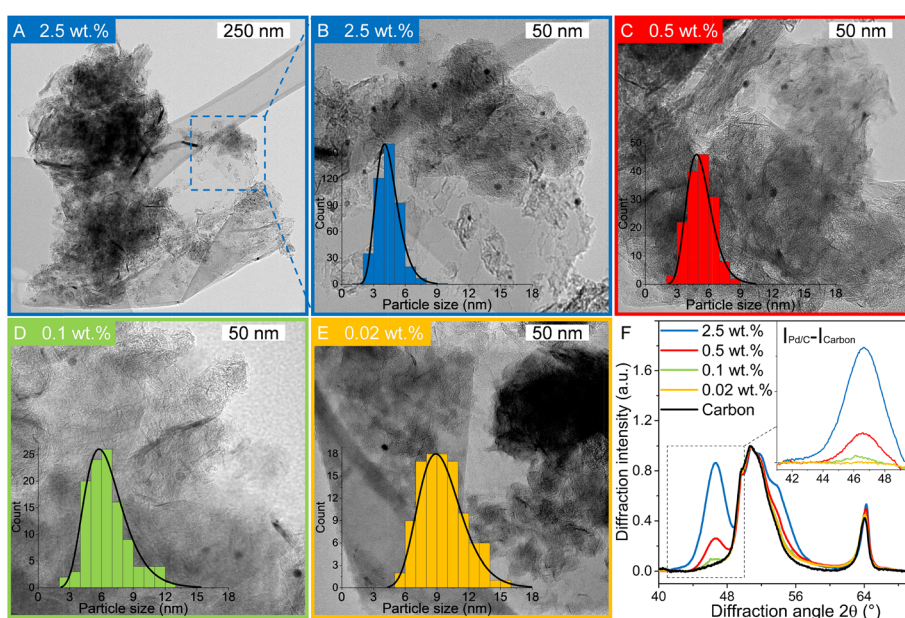 A 2.5 wt.%
250 nm
B 2.5 wt.%
50 nm
150
120
90
60
30
0
Count
0 3 6 9 12 15 18
Particle size (nm)
C 0.5 wt.%
50 nm
50
40
30
20
10
0
Count
0 3 6 9 12 15 18
Particle size (nm)
D 0.1 wt.%
50 nm
25
20
15
10
5
0
Count
0 3 6 9 12 15 18
Particle size (nm)
E 0.02 wt.%
50 nm
18
15
12
9
6
3
0
Count
0 3 6 9 12 15 18
Particle size (nm)
F
2.5 wt.%
0.5 wt.%
0.1 wt.%
0.02 wt.%
Carbon
IPd/C-ICarbon
42 44 46 48
1.8
1.2
0.6
0.0
Diffraction intensity (a.u.)
40 48 56 64
Diffraction angle 2θ (°)